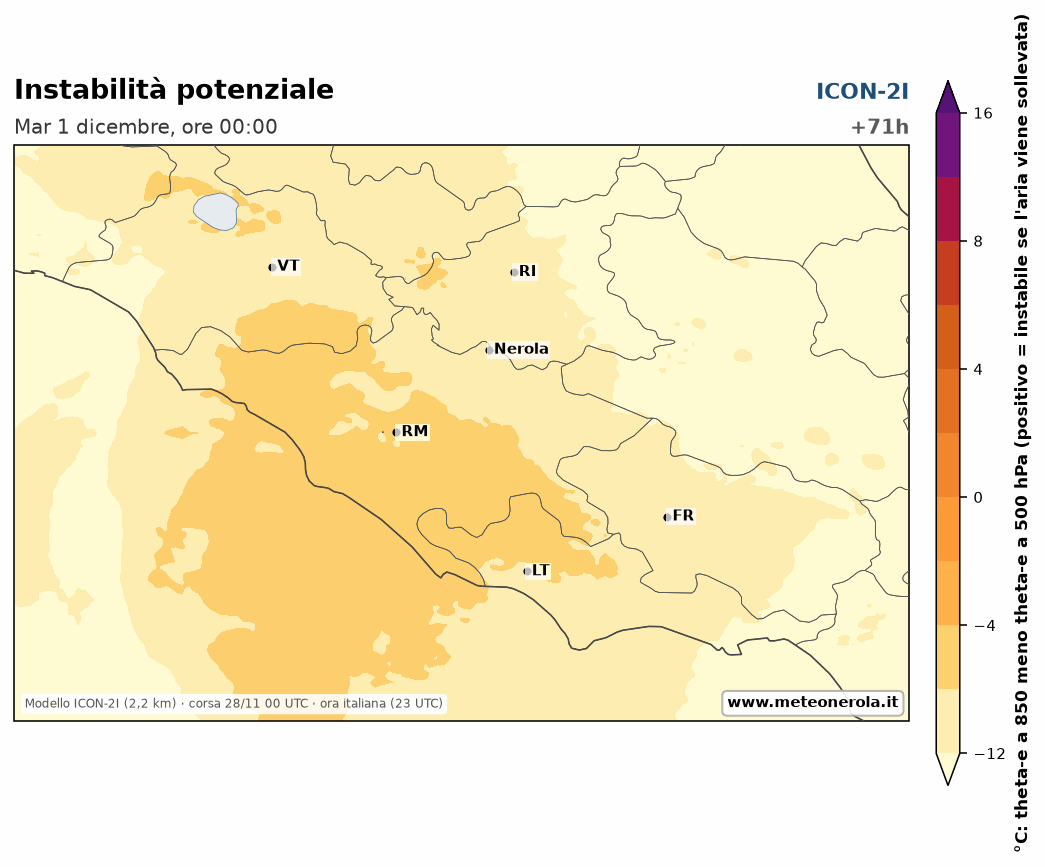 Instabilità potenziale
ICON-2I
Mar 1 dicembre, ore 00:00
+71h
VT
RI
Nerola
RM
FR
LT
Modello ICON-2I (2,2 km) · corsa 28/11 00 UTC · ora italiana (23 UTC)
www.meteonerola.it
16
8
4
0
−4
−12
°C: theta-e a 850 meno theta-e a 500 hPa (positivo = instabile se l'aria viene sollevata)